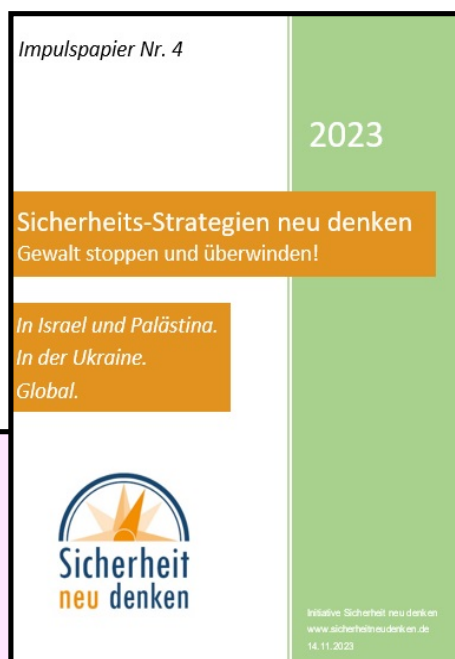 Impulspapier Nr. 4
2023
Sicherheits-Strategien neu denken
Gewalt stoppen und überwinden!
In Israel und Palästina.
In der Ukraine.
Global.
Sicherheit
neu denken
Initiative Sicherheit neu denken
www.sicherheitneudenken.de
14.11.2023